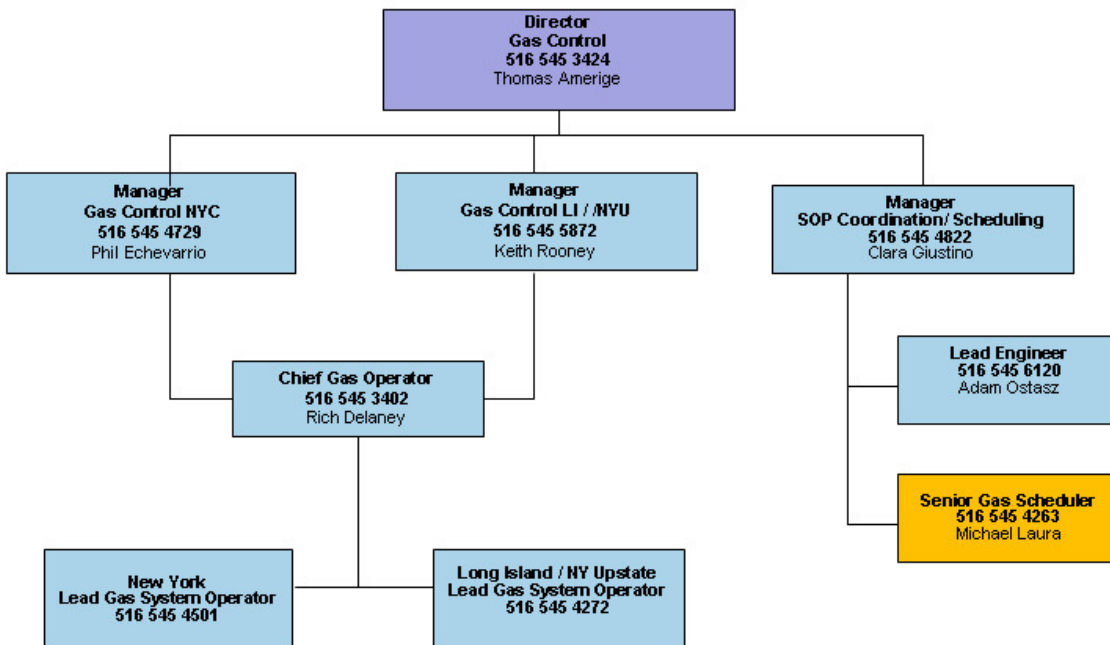 Director
Gas Control
516 545 3424
Thomas Amerige
Manager
Gas Control NYC
516 545 4729
Phil Echevarrio
Manager
Gas Control LI / /NYU
516 545 5872
Keith Rooney
Manager
SOP Coordination/ Scheduling
516 545 4822
Clara Giustino
Chief Gas Operator
516 545 3402
Rich Delaney
Lead Engineer
516 545 6120
Adam Ostasz
Senior Gas Scheduler
516 545 4263
Michael Laura
New York
Lead Gas System Operator
516 545 4501
Long Island / NY Upstate
Lead Gas System Operator
516 545 4272